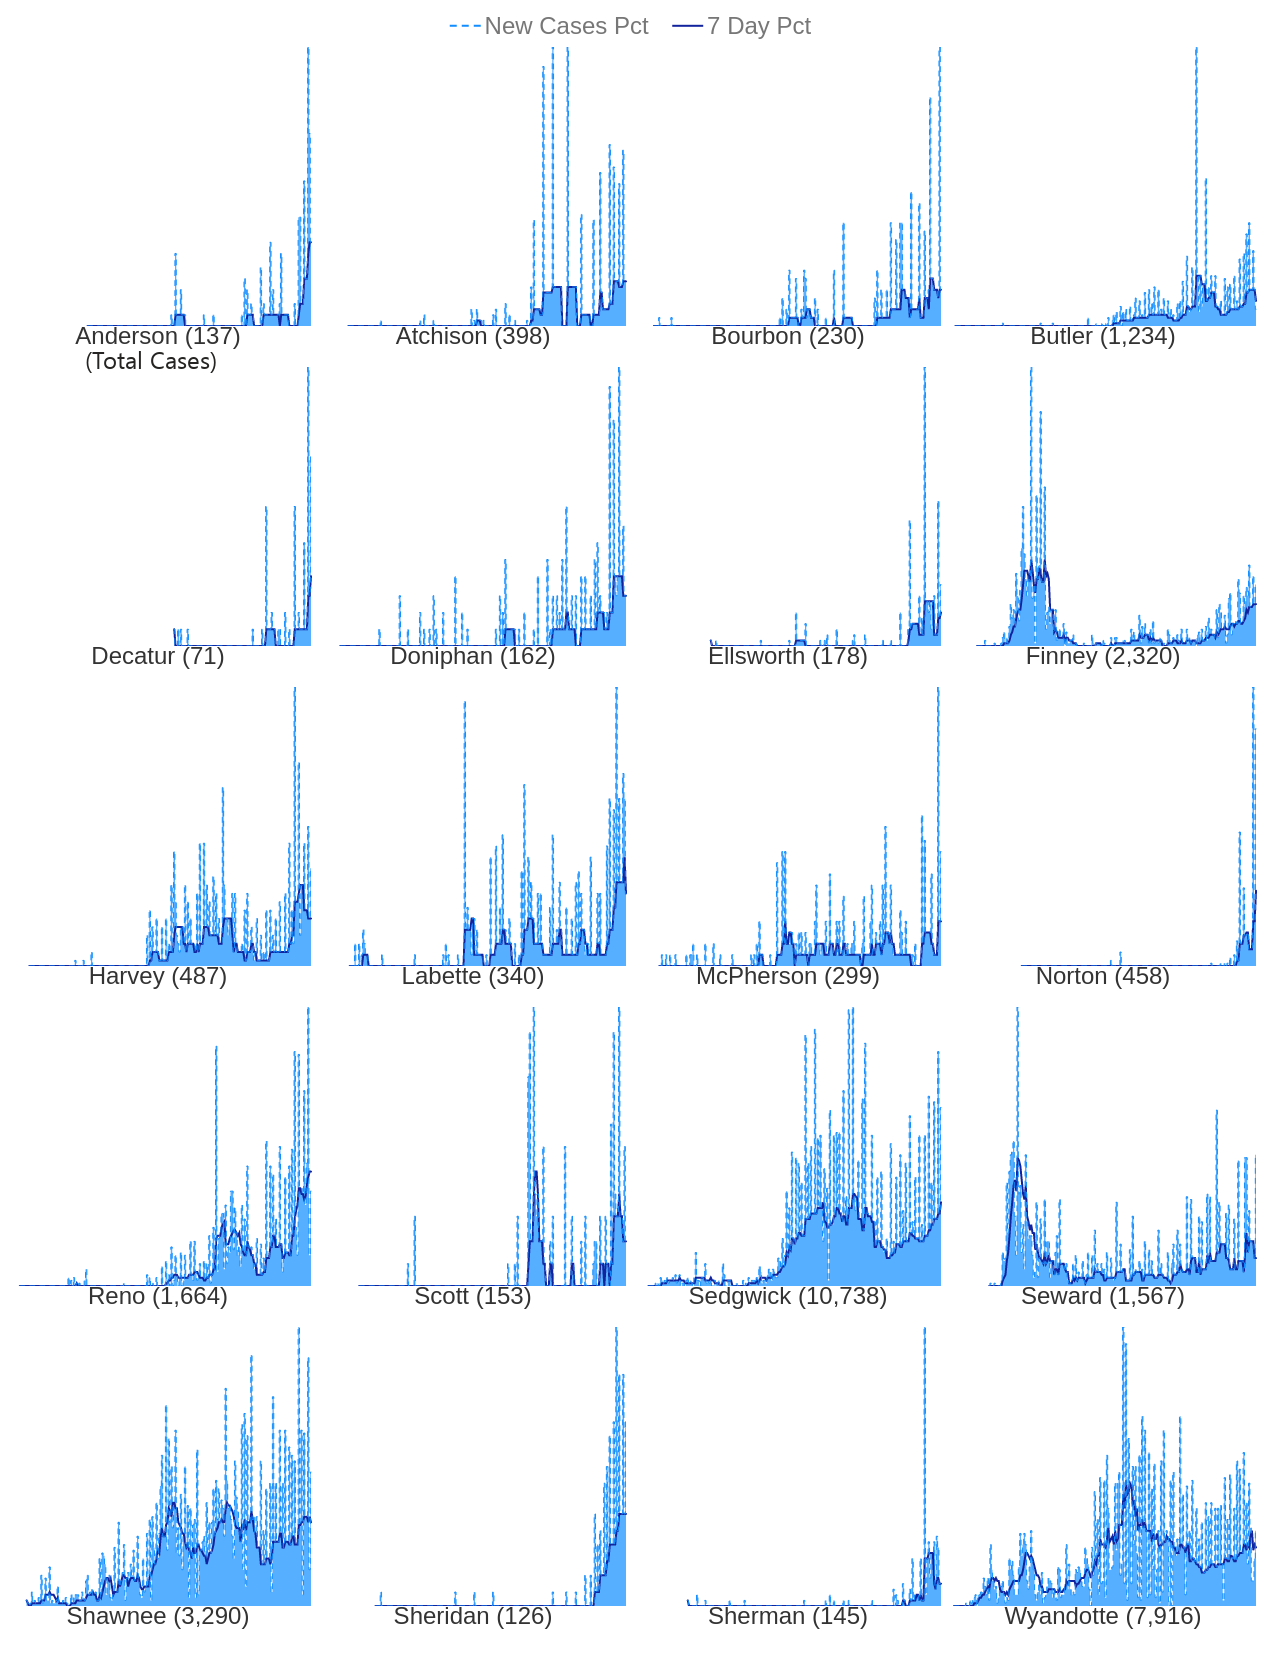 New Cases Pct 7 Day Pct
Anderson (137) Atchison (398) Bourbon (230) Butler (1,234)
(Total Cases)
Decatur (71) Doniphan (162) Ellsworth (178) Finney (2,320)
Harvey (487) Labette (340) McPherson (299) Norton (458)
Reno (1,664) Scott (153) Sedgwick (10,738) Seward (1,567)
Shawnee (3,290) Sheridan (126) Sherman (145) Wyandotte (7,916)